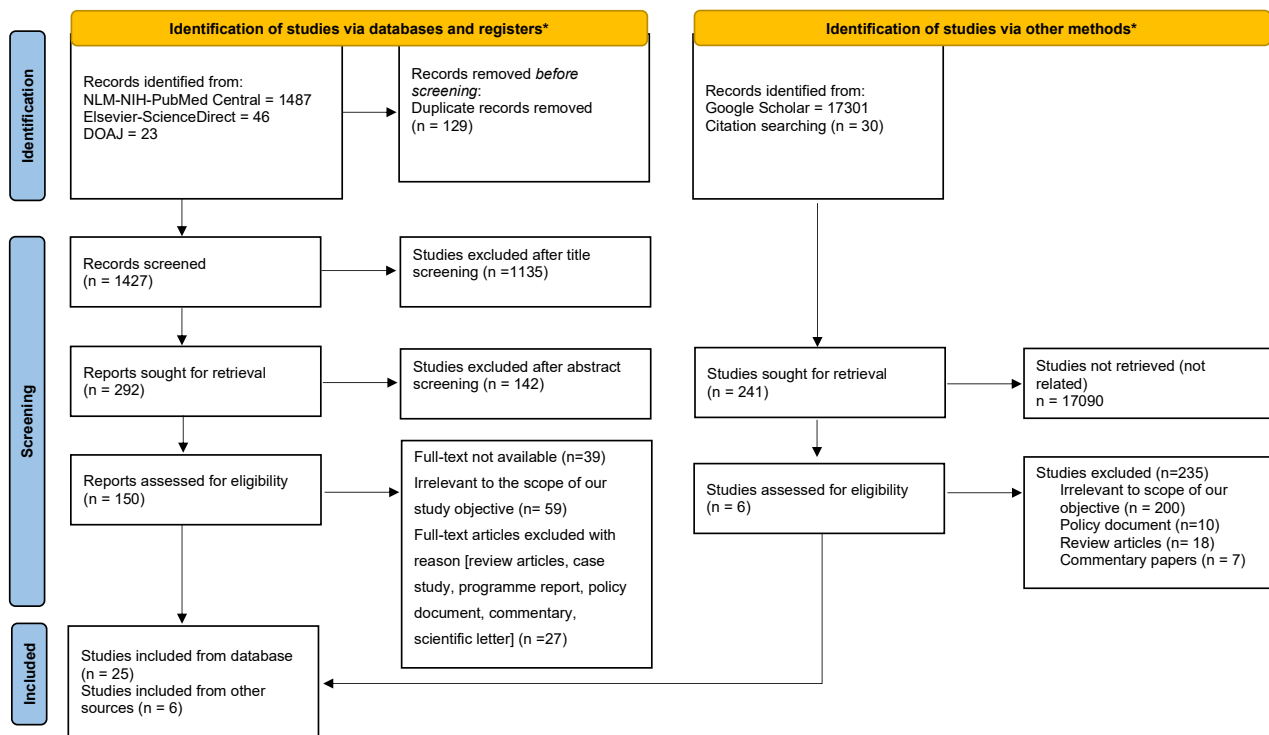 Identification of studies via databases and registers*
Identification of studies via other methods*
Identification
Records identified from:
NLM-NIH-PubMed Central = 1487
Elsevier-ScienceDirect = 46
DOAJ = 23
Records removed before
screening:
Duplicate records removed
(n = 129)
Records identified from:
Google Scholar = 17301
Citation searching (n = 30)
Screening
Records screened
(n = 1427)
Studies excluded after title
screening (n =1135)
Reports sought for retrieval
(n = 292)
Studies excluded after abstract
screening (n = 142)
Studies sought for retrieval
(n = 241)
Studies not retrieved (not
related)
n = 17090
Reports assessed for eligibility
(n = 150)
Full-text not available (n=39)
Irrelevant to the scope of our
study objective (n= 59)
Full-text articles excluded with
reason [review articles, case
study, programme report, policy
document, commentary,
scientific letter] (n =27)
Studies assessed for eligibility
(n = 6)
Studies excluded (n=235)
Irrelevant to scope of our
objective (n = 200)
Policy document (n=10)
Review articles (n= 18)
Commentary papers (n = 7)
Included
Studies included from database
(n = 25)
Studies included from other
sources (n = 6)